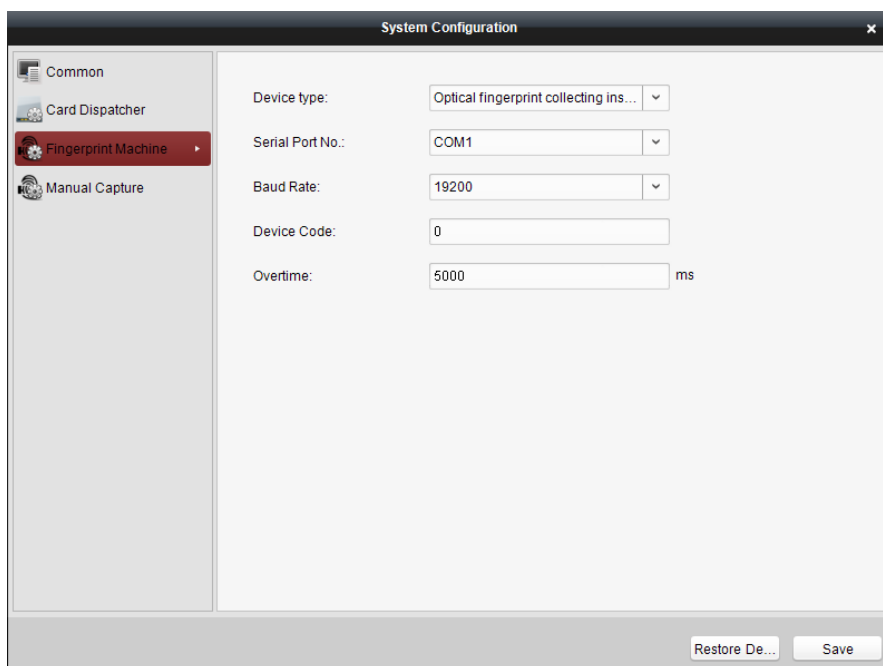 System Configuration
Common
Card Dispatcher
Fingerprint Machine
Manual Capture
Device type: Optical fingerprint collecting ins...
Serial Port No.: COM1
Baud Rate: 19200
Device Code: 0
Overtime: 5000 ms
Restore De... Save